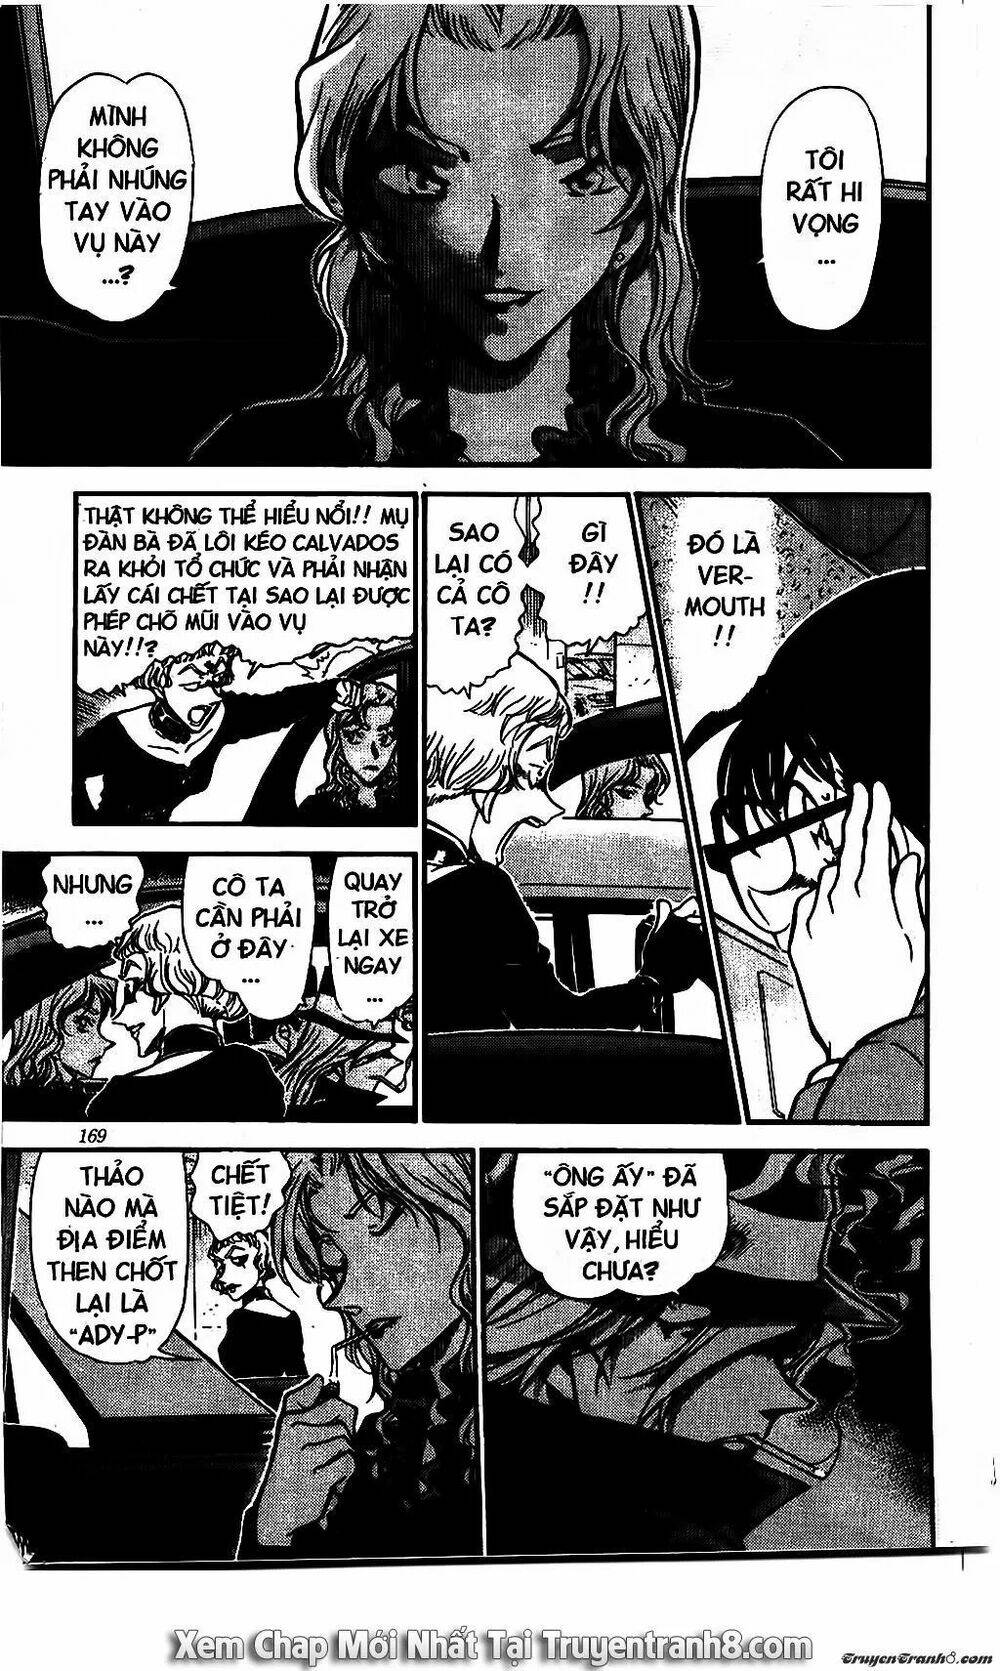 TÔI
RẤT HI
VỌNG
...
MÌNH
KHÔNG
PHẢI NHÚNG
TAY VÀO
VỤ NÀY
...?
ĐÓ LÀ
VER-
MOUTH
!!
GÌ
ĐÂY
!!
SAO
LẠI CÓ
CẢ CÔ
TA?
THẬT KHÔNG THỂ HIỂU NỔI!! MỤ
ĐÀN BÀ ĐÃ LÔI KÉO CALVADOS
RA KHỎI TỔ CHỨC VÀ PHẢI NHẬN
LẤY CÁI CHẾT TẠI SAO LẠI ĐƯỢC
PHÉP CHÕ MŨI VÀO VỤ
NÀY!!?
QUAY
TRỞ
LẠI XE
NGAY
...
CÔ TA
CẦN PHẢI
Ở ĐÂY
...
NHƯNG
...
169
"ÔNG ẤY" ĐÃ
SẮP ĐẶT NHƯ
VẬY, HIỂU
CHƯA?
CHẾT
TIỆT!
THẢO
NÀO MÀ
ĐỊA ĐIỂM
THEN CHỐT
LẠI LÀ
"ADY-P"
Xem Chap Mới Nhất Tại Truyentranh8.com
TruyenTranh8.com